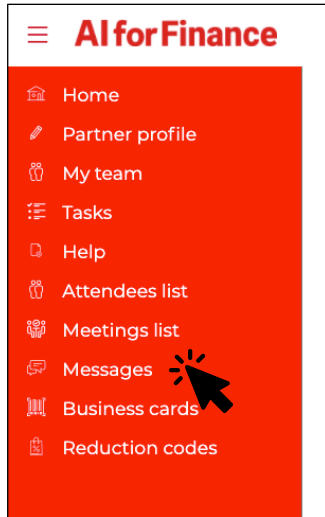 AI for Finance
Home
Partner profile
My team
Tasks
Help
Attendees list
Meetings list
Messages
Business cards
Reduction codes